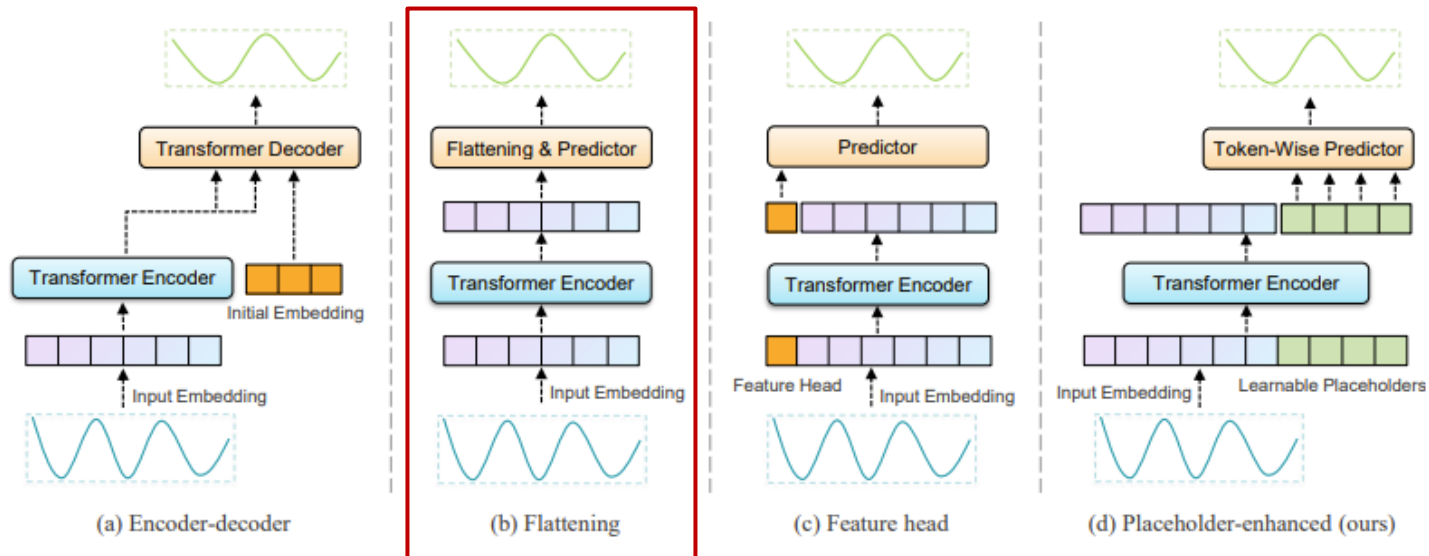 Transformer Decoder
Transformer Encoder
Initial Embedding
Input Embedding
(a) Encoder-decoder
Flattening & Predictor
Transformer Encoder
Input Embedding
(b) Flattening
Predictor
Transformer Encoder
Feature Head
Input Embedding
(c) Feature head
Token-Wise Predictor
Transformer Encoder
Input Embedding
Learnable Placeholders
(d) Placeholder-enhanced (ours)